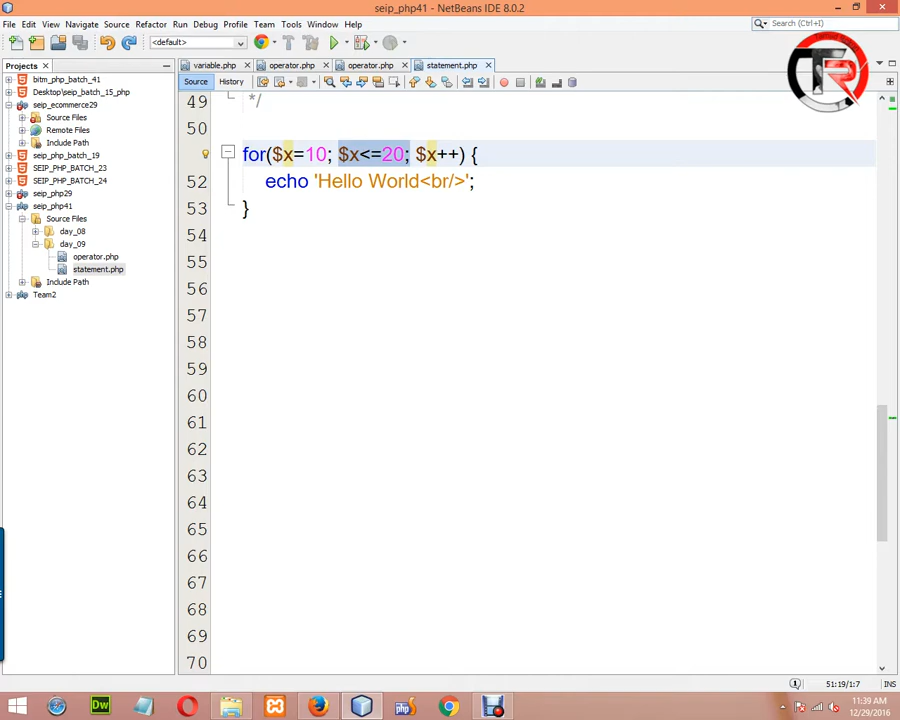 seip_php41 - NetBeans IDE 8.0.2
File Edit View Navigate Source Refactor Run Debug Profile Team Tools Window Help
<default>
Search (Ctrl+I)
Projects
variable.php operator.php operator.php statement.php
Source History
bitm_php_batch_41
Desktop\seip_batch_15_php
seip_ecommerce29
Source Files
Remote Files
Include Path
seip_php_batch_19
SEIP_PHP_BATCH_23
SEIP_PHP_BATCH_24
seip_php29
seip_php41
Source Files
day_08
day_09
operator.php
statement.php
Include Path
Team2
49 */
50
for($x=10; $x<=20; $x++) {
52 echo 'Hello World<br/>';
53 }
54
55
56
57
58
59
60
61
62
63
64
65
66
67
68
69
70
51:19/1:7 INS
Dw
php
11:39 AM
12/29/2016